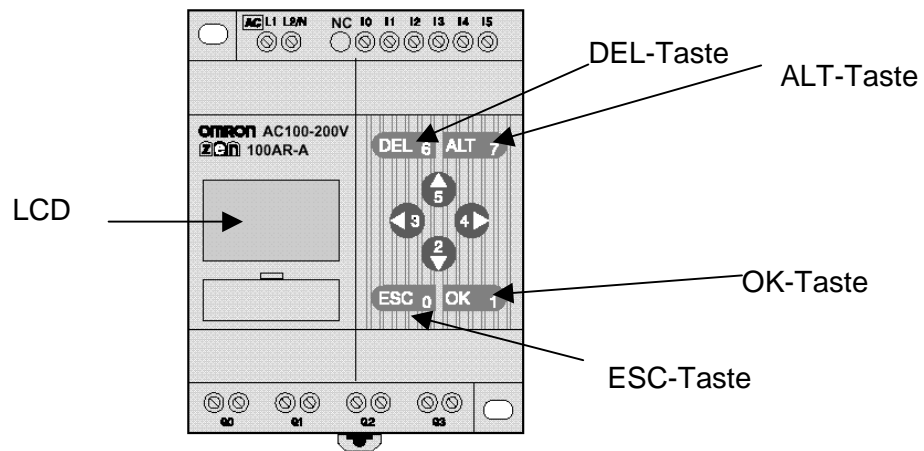 AC L1 L2/N NC I0 I1 I2 I3 I4 I5
DEL-Taste
ALT-Taste
OMRON AC100-200V
zen 100AR-A
DEL 6 ALT 7
5
LCD
3 4
2
OK-Taste
ESC 0 OK 1
ESC-Taste
Q0 Q1 Q2 Q3